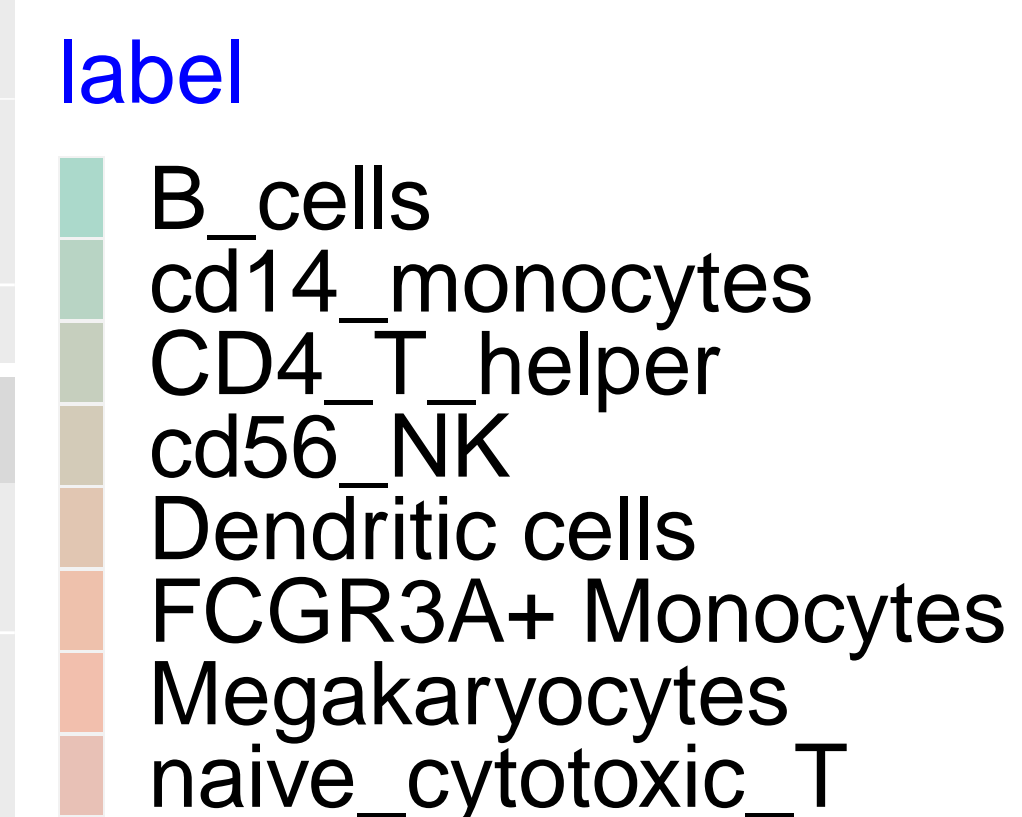 label
B_cells
cd14_monocytes
CD4_T_helper
cd56_NK
Dendritic cells
FCGR3A+ Monocytes
Megakaryocytes
naive_cytotoxic_T